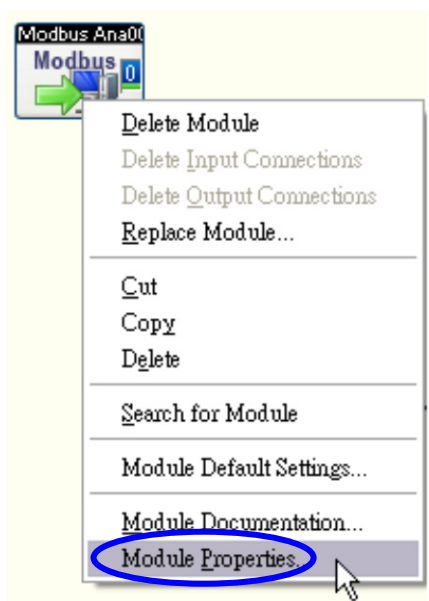 Modbus Ana00
Modbus
0
Delete Module
Delete Input Connections
Delete Output Connections
Replace Module...
Cut
Copy
Delete
Search for Module
Module Default Settings...
Module Documentation...
Module Properties...